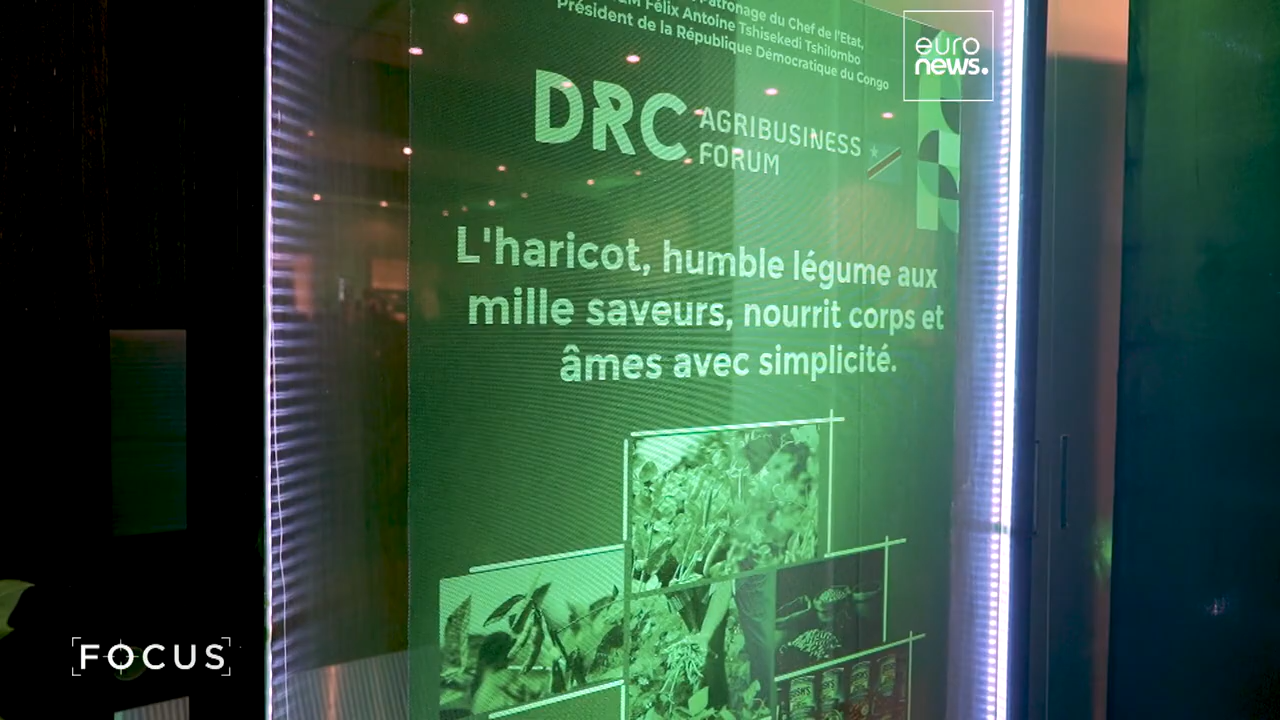 Patronage du Chef de l'Etat,
Félix Antoine Tshisekedi Tshilombo
Président de la République Démocratique du Congo
euro
news.
DRC AGRIBUSINESS
FORUM
L'haricot, humble légume aux
mille saveurs, nourrit corps et
âmes avec simplicité.
FOCUS